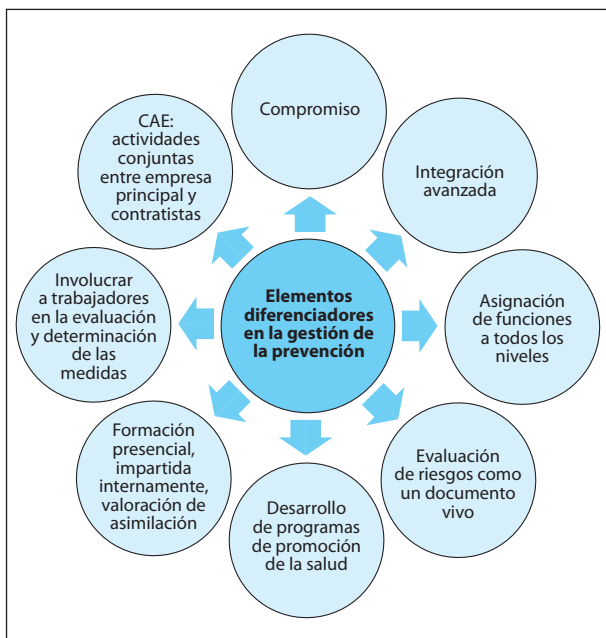 Compromiso
Integración
avanzada
Asignación
de funciones
a todos los
niveles
Evaluación
de riesgos como
un documento
vivo
Desarrollo
de programas
de promoción
de la salud
Formación
presencial,
impartida
internamente,
valoración de
asimilación
Involucrar
a trabajadores
en la evaluación
y determinación
de las
medidas
CAE:
actividades
conjuntas
entre empresa
principal y
contratistas
Elementos
diferenciadores
en la gestión de
la prevención